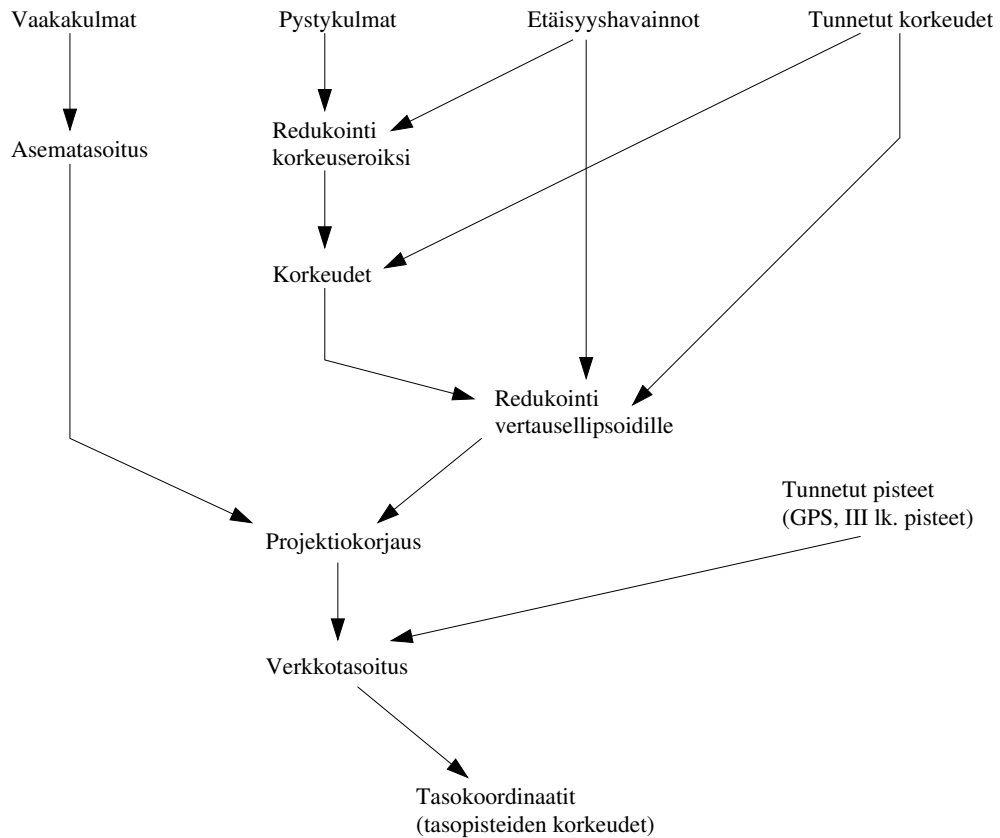 Vaakakulmat
Pystykulmat
Etäisyyshavainnot
Tunnetut korkeudet
Redukointi
korkeuseroiksi
Asematasoitus
Korkeudet
Redukointi
vertausellipsoidille
Tunnetut pisteet
(GPS, III lk. pisteet)
Projektiokorjaus
Verkkotasoitus
Tasokoordinaatit
(tasopisteiden korkeudet)